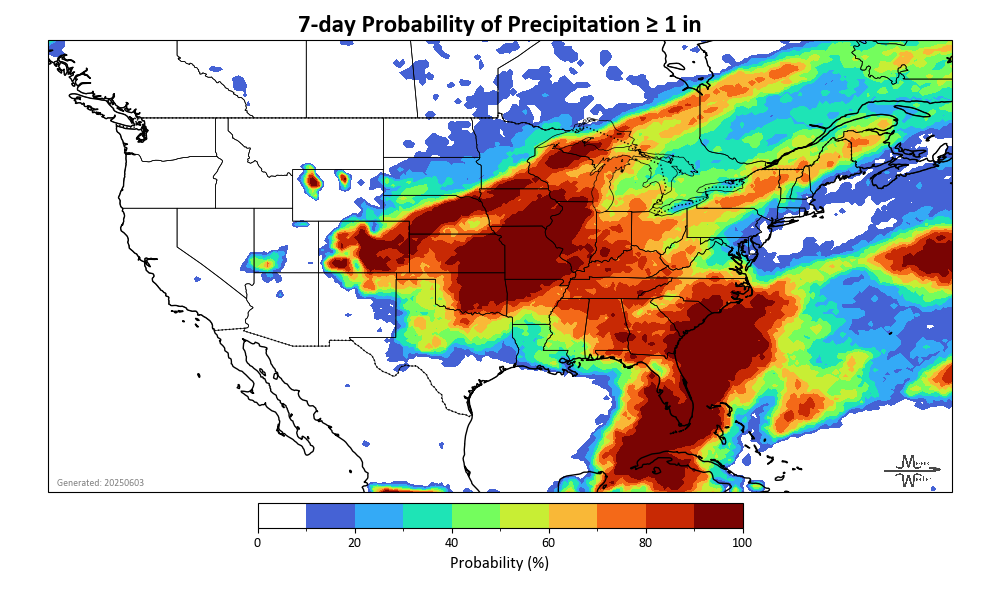 7-day Probability of Precipitation ≥ 1 in
Generated: 20250603
0 20 40 60 80 100
Probability (%)